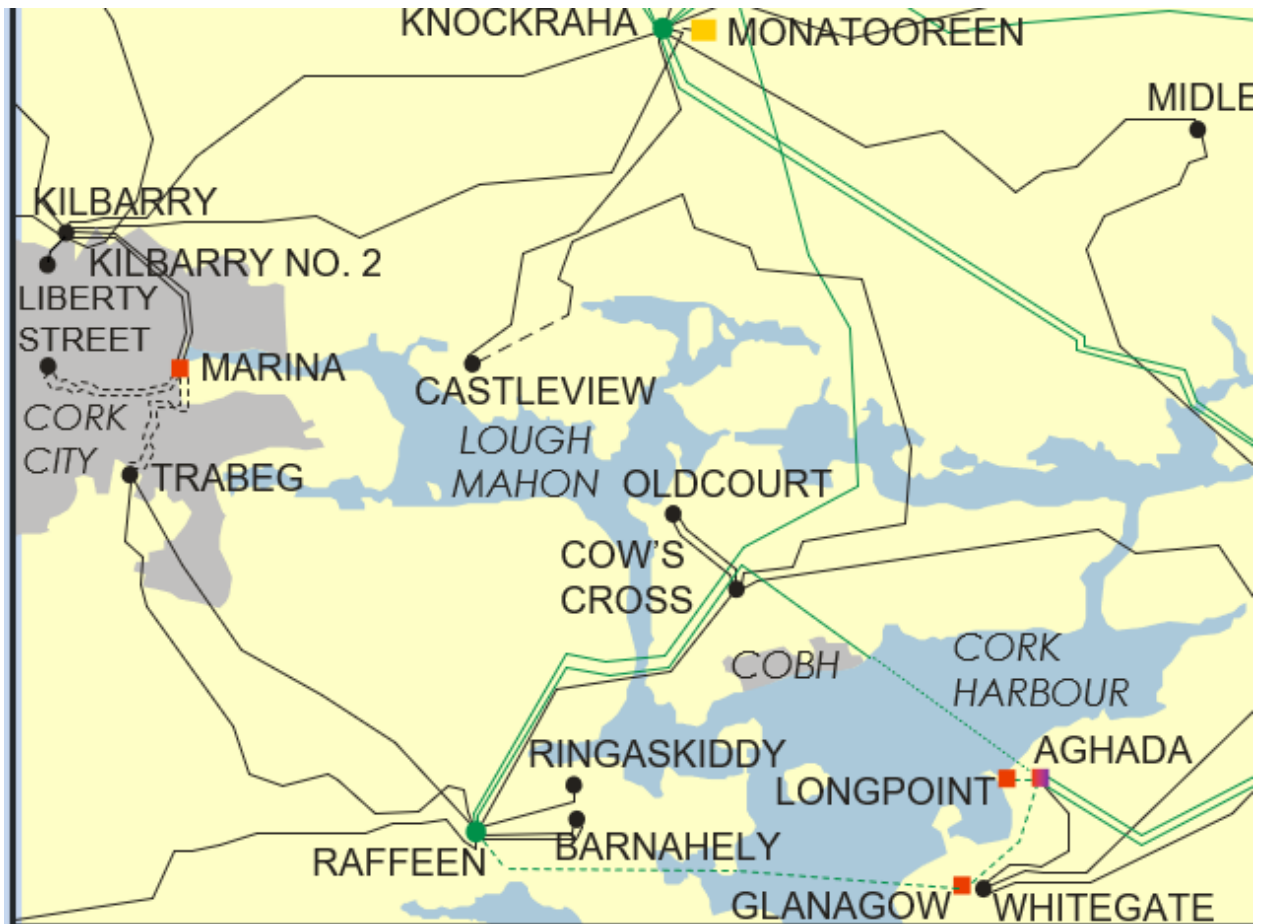 KNOCKRAHA
MONATOOREEN
MIDLE
KILBARRY
KILBARRY NO. 2
LIBERTY
STREET
MARINA
CASTLEVIEW
CORK
CITY
LOUGH
MAHON
TRABEG
OLDCOURT
COW'S
CROSS
COBH
CORK
HARBOUR
RINGASKIDDY
AGHADA
LONGPOINT
BARNAHELY
RAFFEEN
GLANAGOW
WHITEGATE